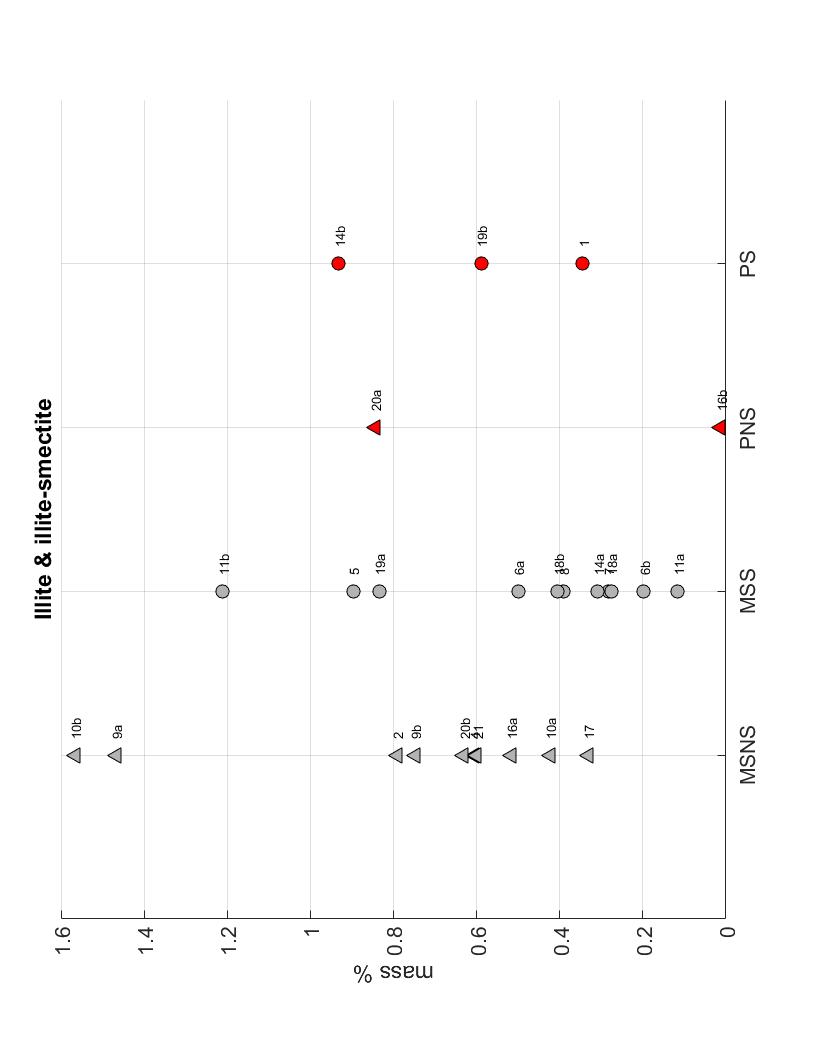 Illite & illite-smectite
mass %
1.6
1.4
1.2
1
0.8
0.6
0.4
0.2
0
10b
9a
2
9b
20b
4
21
16a
10a
17
11b
5
19a
6a
18b
8
14a
7
18a
6b
11a
20a
16b
14b
19b
1
MSNS MSS PNS PS